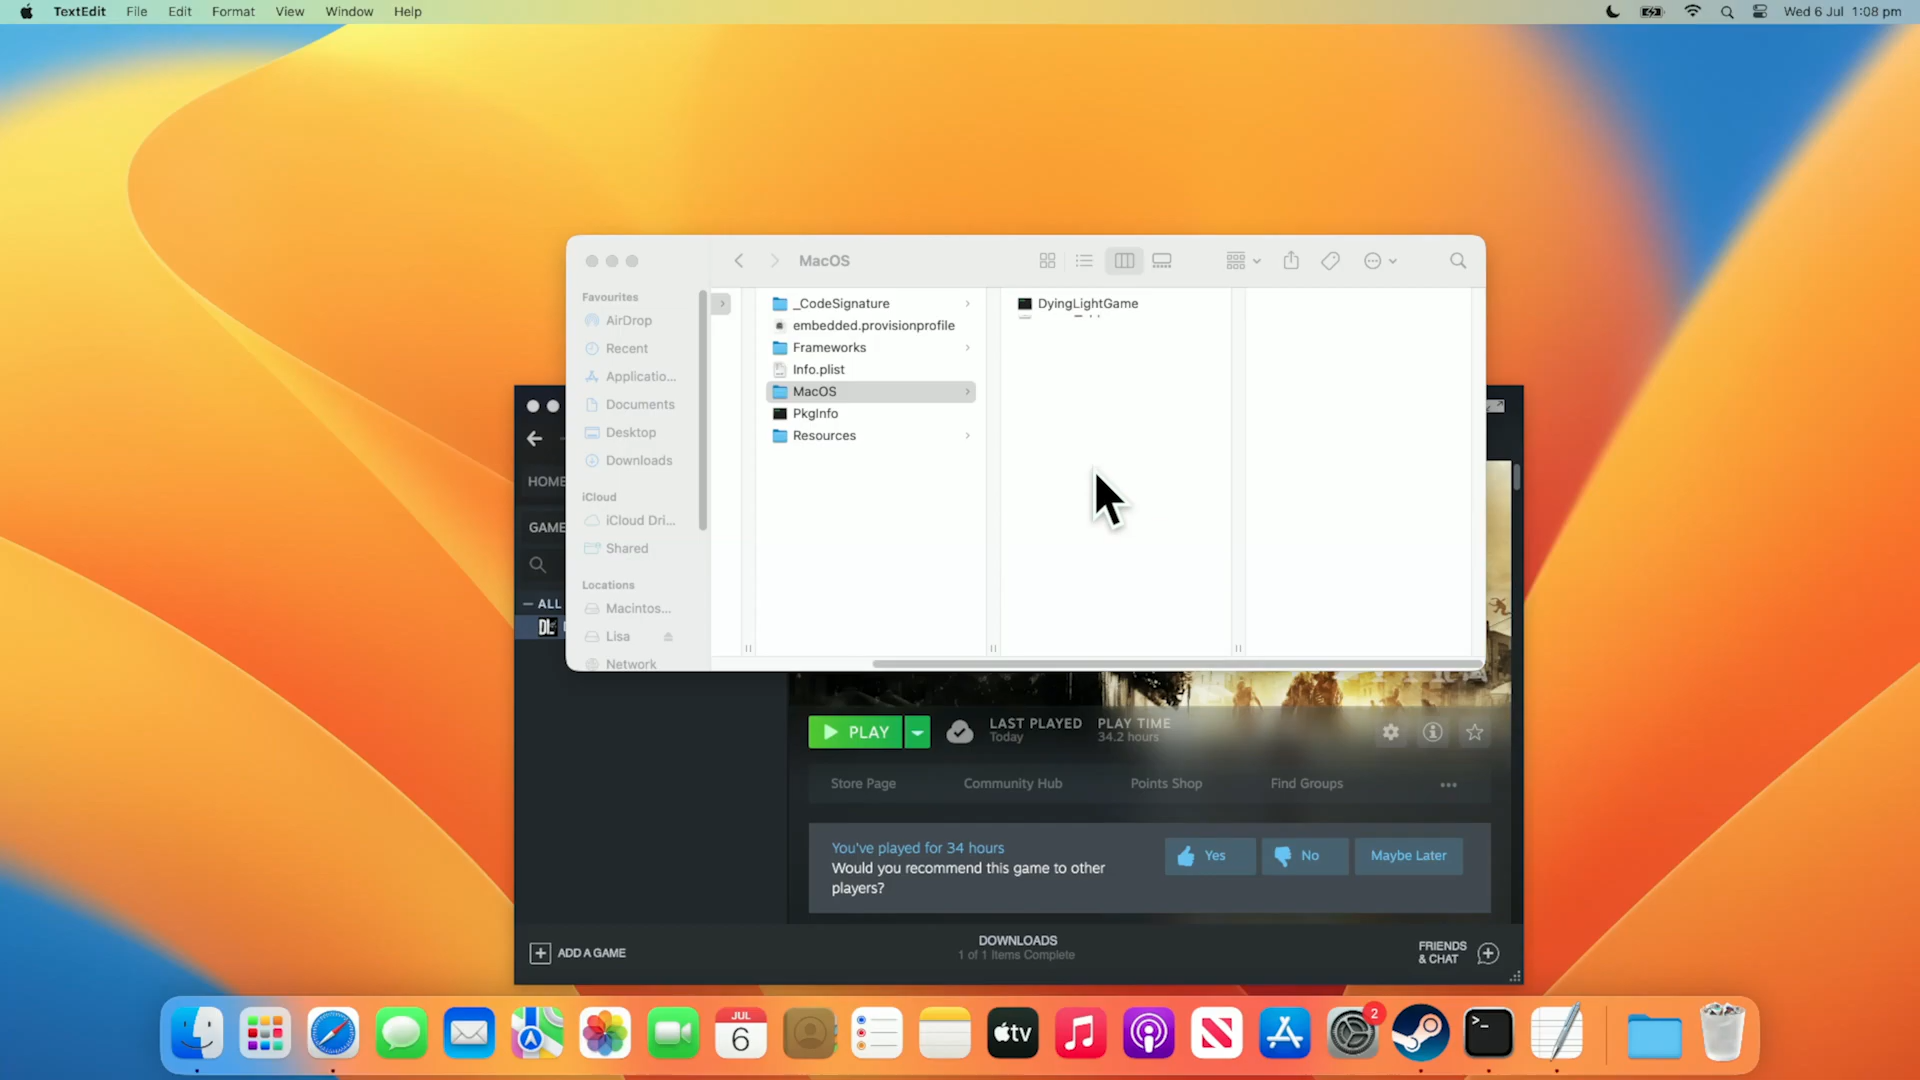 TextEdit File Edit Format View Window Help
Wed 6 Jul 1:08 pm
MacOS
Favourites
AirDrop
Recent
Applicatio...
Documents
Desktop
Downloads
iCloud
iCloud Dri...
Shared
Locations
Macintos...
Lisa
Network
_CodeSignature
embedded.provisionprofile
Frameworks
Info.plist
MacOS
PkgInfo
Resources
DyingLightGame
HOME
GAME
ALL
DL
PLAY
LAST PLAYED
Today
PLAY TIME
34.2 hours
Store Page
Community Hub
Points Shop
Find Groups
You've played for 34 hours
Would you recommend this game to other
players?
Yes
No
Maybe Later
ADD A GAME
DOWNLOADS
1 of 1 Items Complete
FRIENDS
& CHAT
JUL
6
tv
2
>_